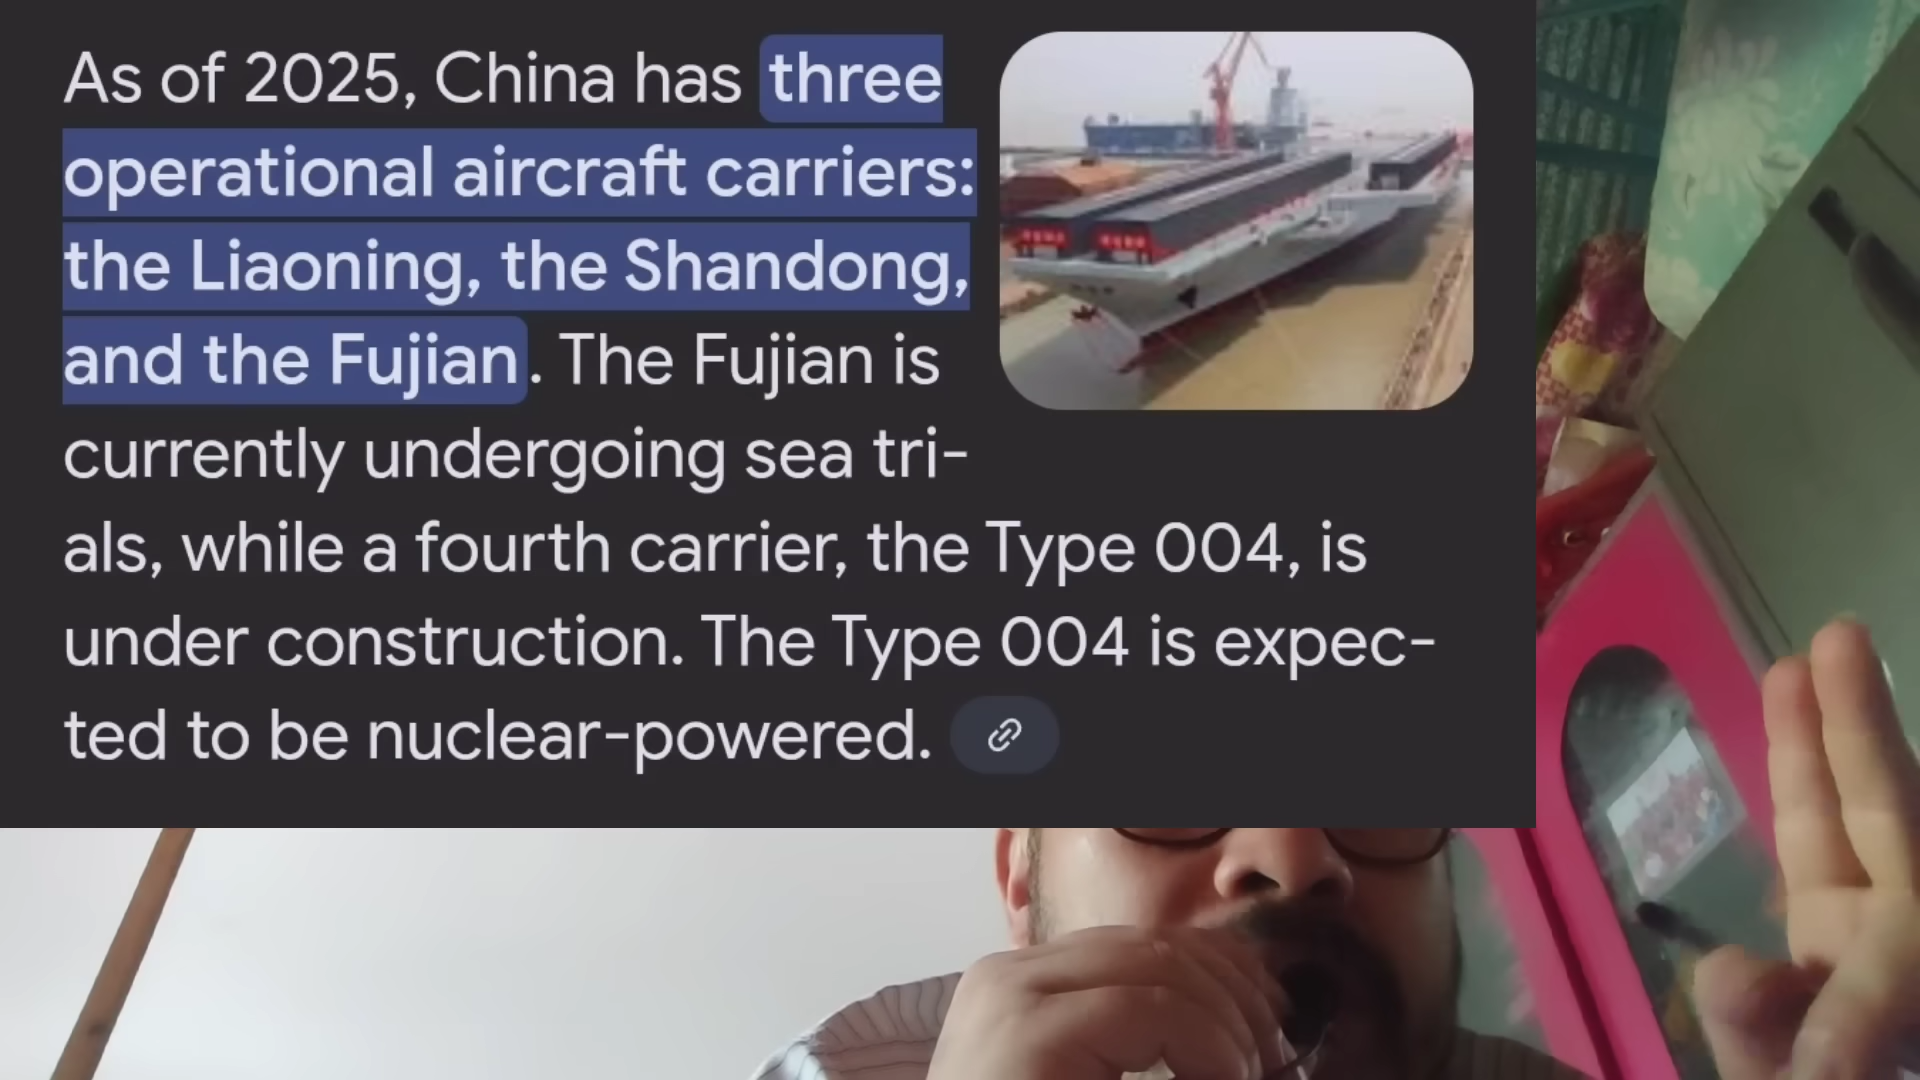 As of 2025, China has three
operational aircraft carriers:
the Liaoning, the Shandong,
and the Fujian. The Fujian is
currently undergoing sea tri-
als, while a fourth carrier, the Type 004, is
under construction. The Type 004 is expec-
ted to be nuclear-powered.